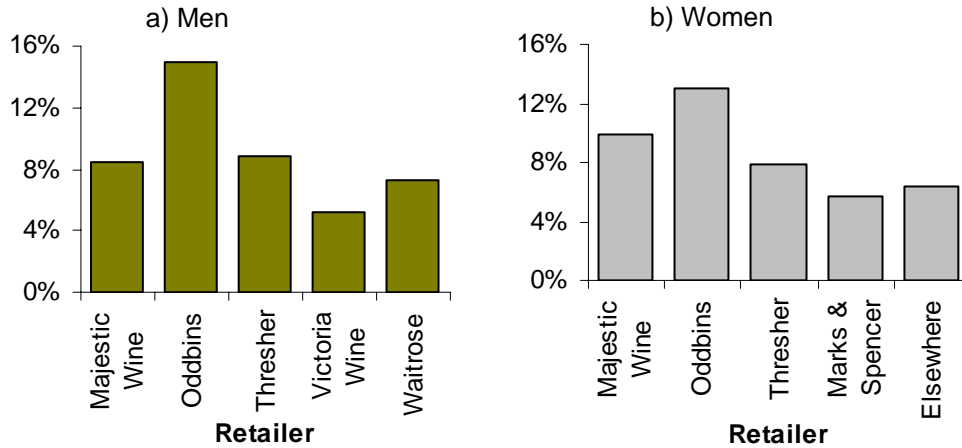 a) Men
16%
12%
8%
4%
0%
Majestic
Wine
Oddbins
Thresher
Victoria
Wine
Waitrose
Retailer
b) Women
16%
12%
8%
4%
0%
Majestic
Wine
Oddbins
Thresher
Marks &
Spencer
Elsewhere
Retailer